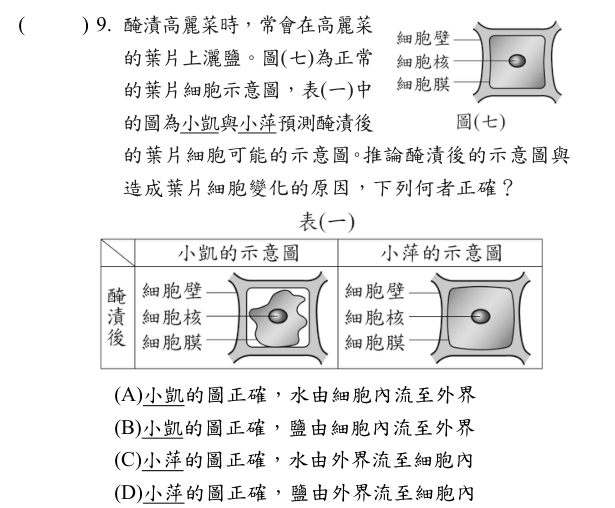 (　　) 9. 醃漬高麗菜時，常會在高麗菜
的葉片上灑鹽。圖(七)為正常
的葉片細胞示意圖，表(一)中
的圖為小凱與小萍預測醃漬後
的葉片細胞可能的示意圖。推論醃漬後的示意圖與
造成葉片細胞變化的原因，下列何者正確？
細胞壁
細胞核
細胞膜
圖(七)
表(一)
小凱的示意圖
小萍的示意圖
醃漬後
細胞壁
細胞核
細胞膜
細胞壁
細胞核
細胞膜
(A)小凱的圖正確，水由細胞內流至外界
(B)小凱的圖正確，鹽由細胞內流至外界
(C)小萍的圖正確，水由外界流至細胞內
(D)小萍的圖正確，鹽由外界流至細胞內